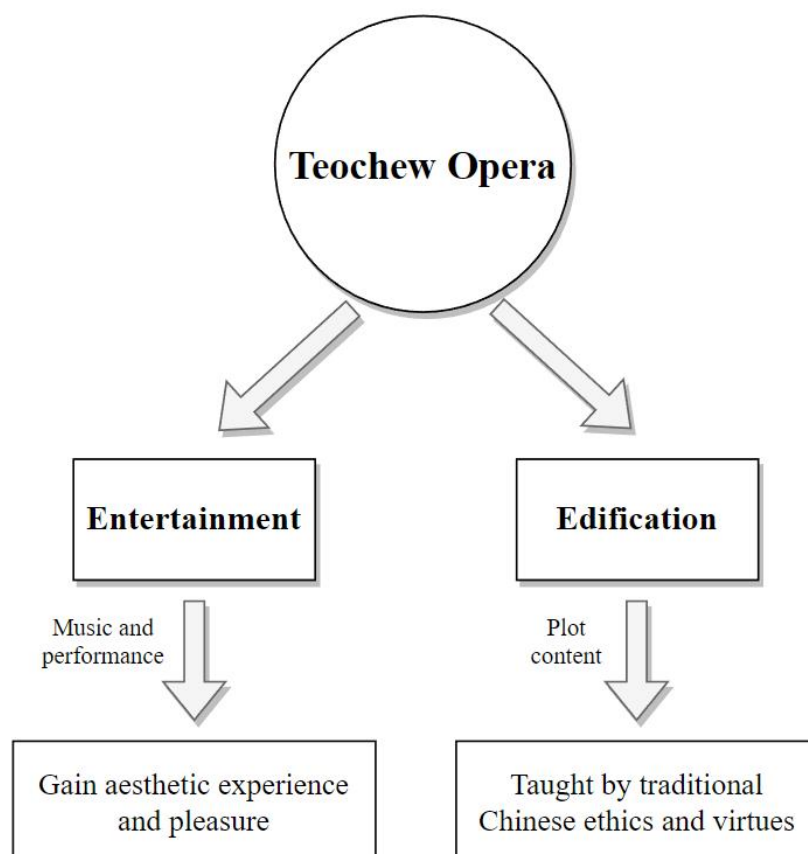 Teochew Opera
Entertainment
Edification
Music and
performance
Plot
content
Gain aesthetic experience
and pleasure
Taught by traditional
Chinese ethics and virtues